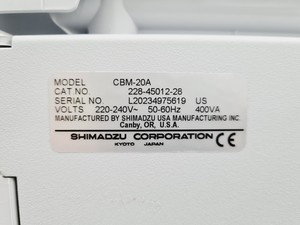 MODEL CBM-20A
CAT NO. 228-45012-28
SERIAL NO. L20234975619 US
VOLTS 220-240V~ 50-60Hz 400VA
MANUFACTURED BY SHIMADZU USA MANUFACTURING INC.
Canby, OR, U.S.A.
SHIMADZU CORPORATION
KYOTO JAPAN